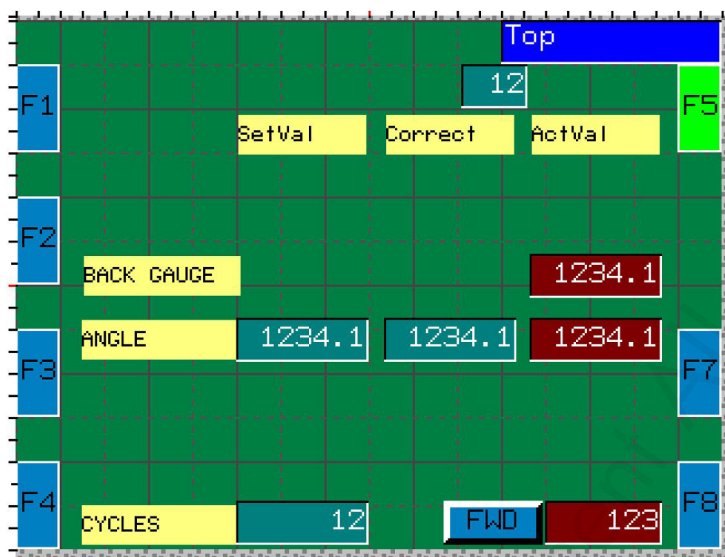 Top
12
F1
F5
SetVal Correct ActVal
F2
BACK GAUGE 1234.1
ANGLE 1234.1 1234.1 1234.1
F3
F7
F4
F8
CYCLES 12 FWD 123